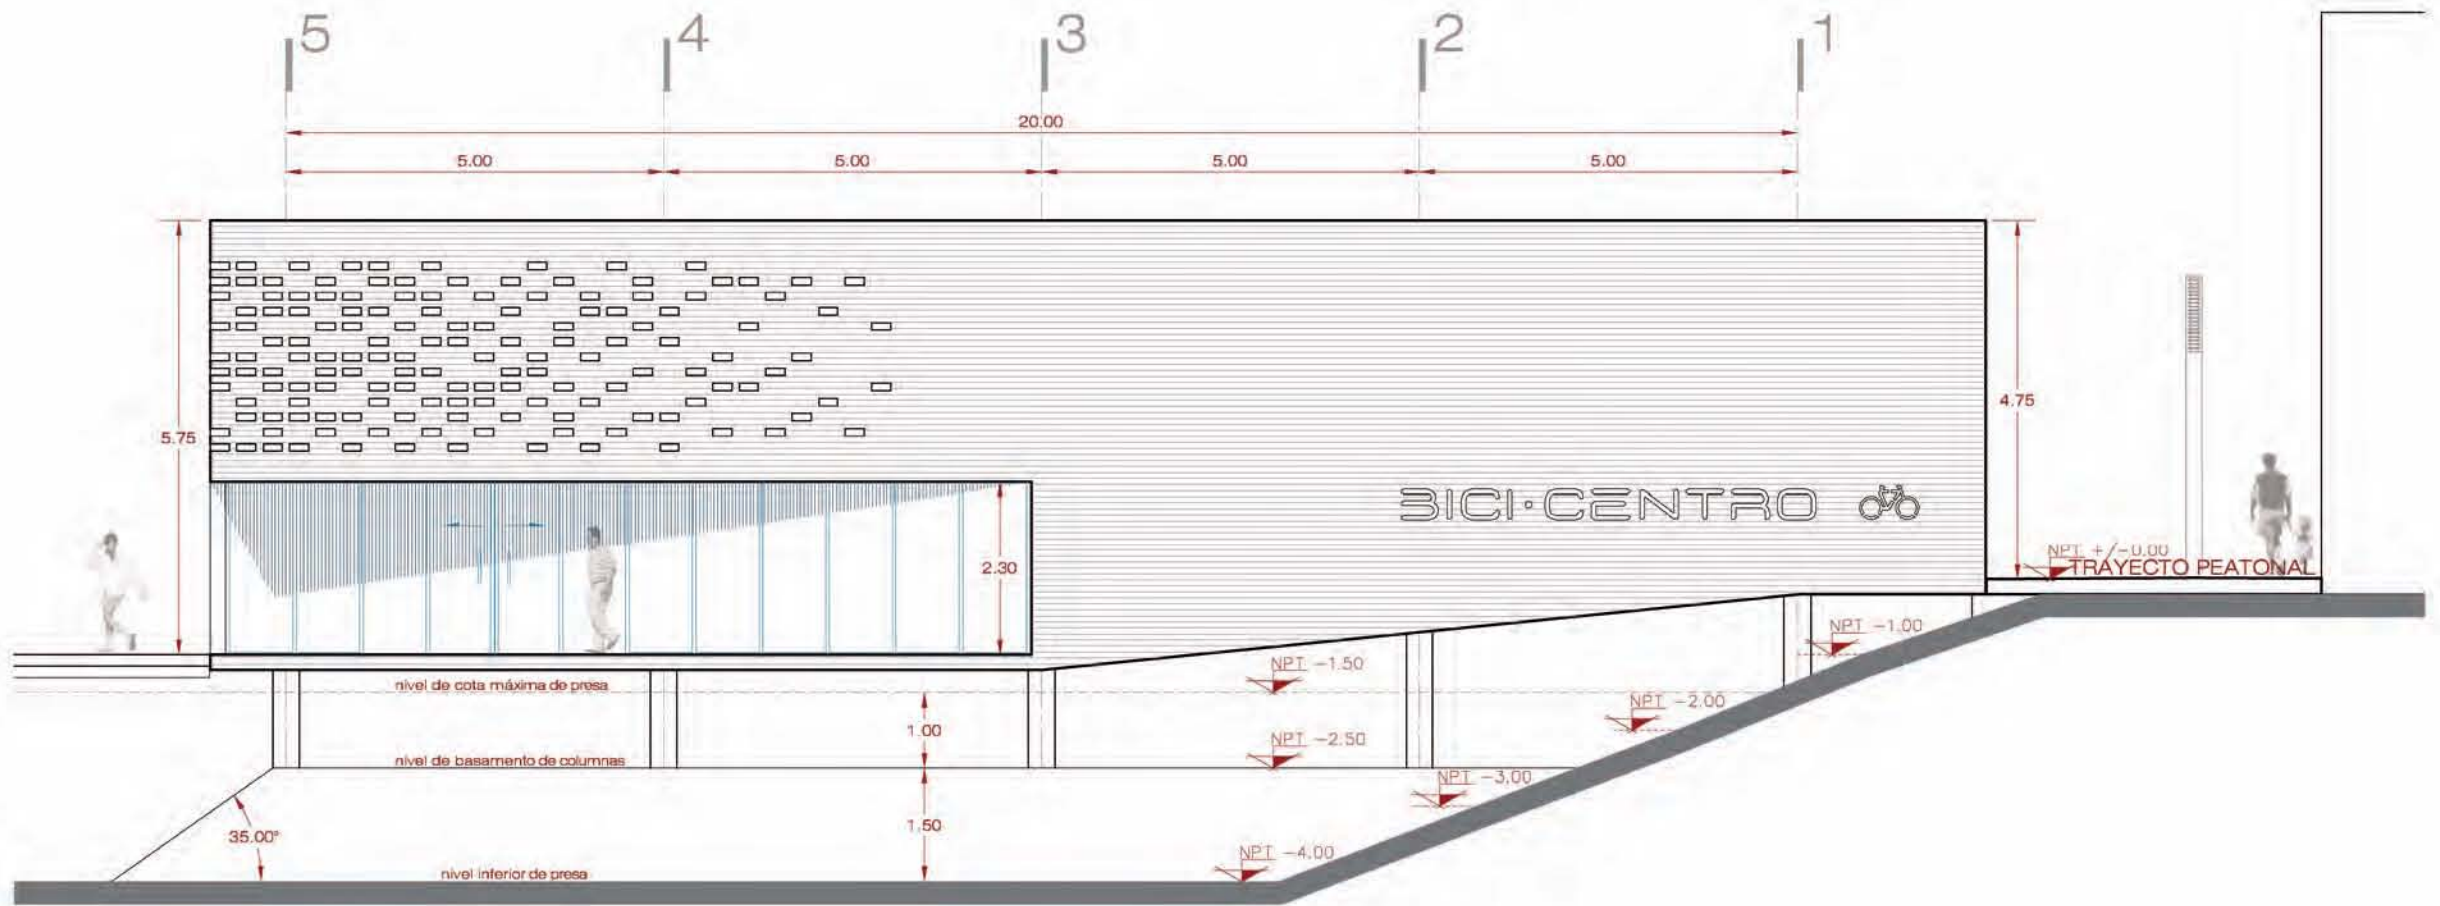 5 4 3 2 1
20.00
5.00 5.00 5.00 5.00
5.75
4.75
2.30
BICI·CENTRO
NPT +/-0.00
TRAYECTO PEATONAL
NPT -1.00
NPT -1.50
nivel de cota máxima de presa
NPT -2.00
1.00
NPT -2.50
nivel de basamento de columnas
NPT -3.00
1.50
35.00°
NPT -4.00
nivel inferior de presa